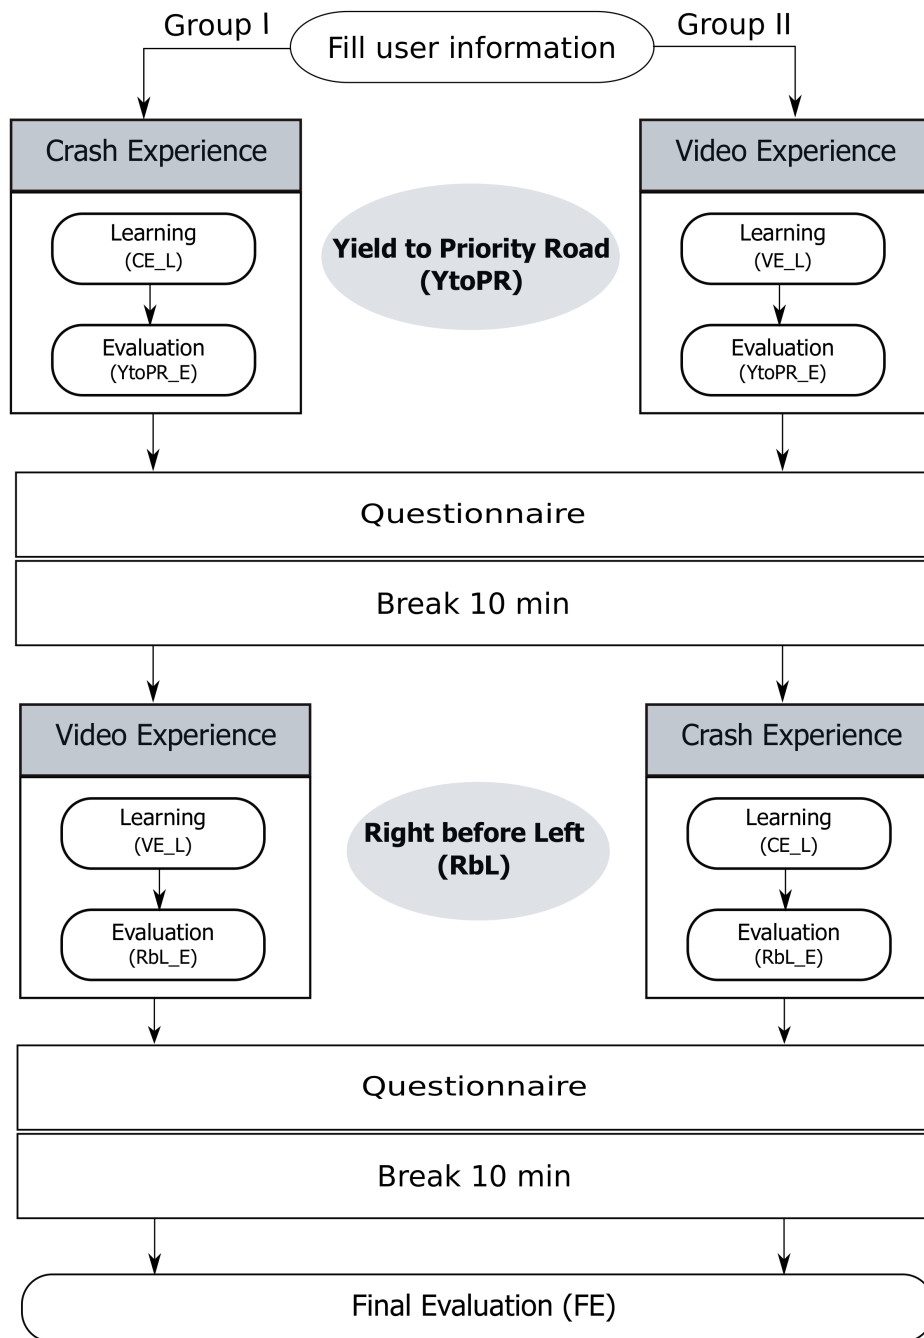 Group I
Fill user information
Group II
Crash Experience
Learning
(CE_L)
Evaluation
(YtoPR_E)
Yield to Priority Road
(YtoPR)
Video Experience
Learning
(VE_L)
Evaluation
(YtoPR_E)
Questionnaire
Break 10 min
Video Experience
Learning
(VE_L)
Evaluation
(RbL_E)
Right before Left
(RbL)
Crash Experience
Learning
(CE_L)
Evaluation
(RbL_E)
Questionnaire
Break 10 min
Final Evaluation (FE)